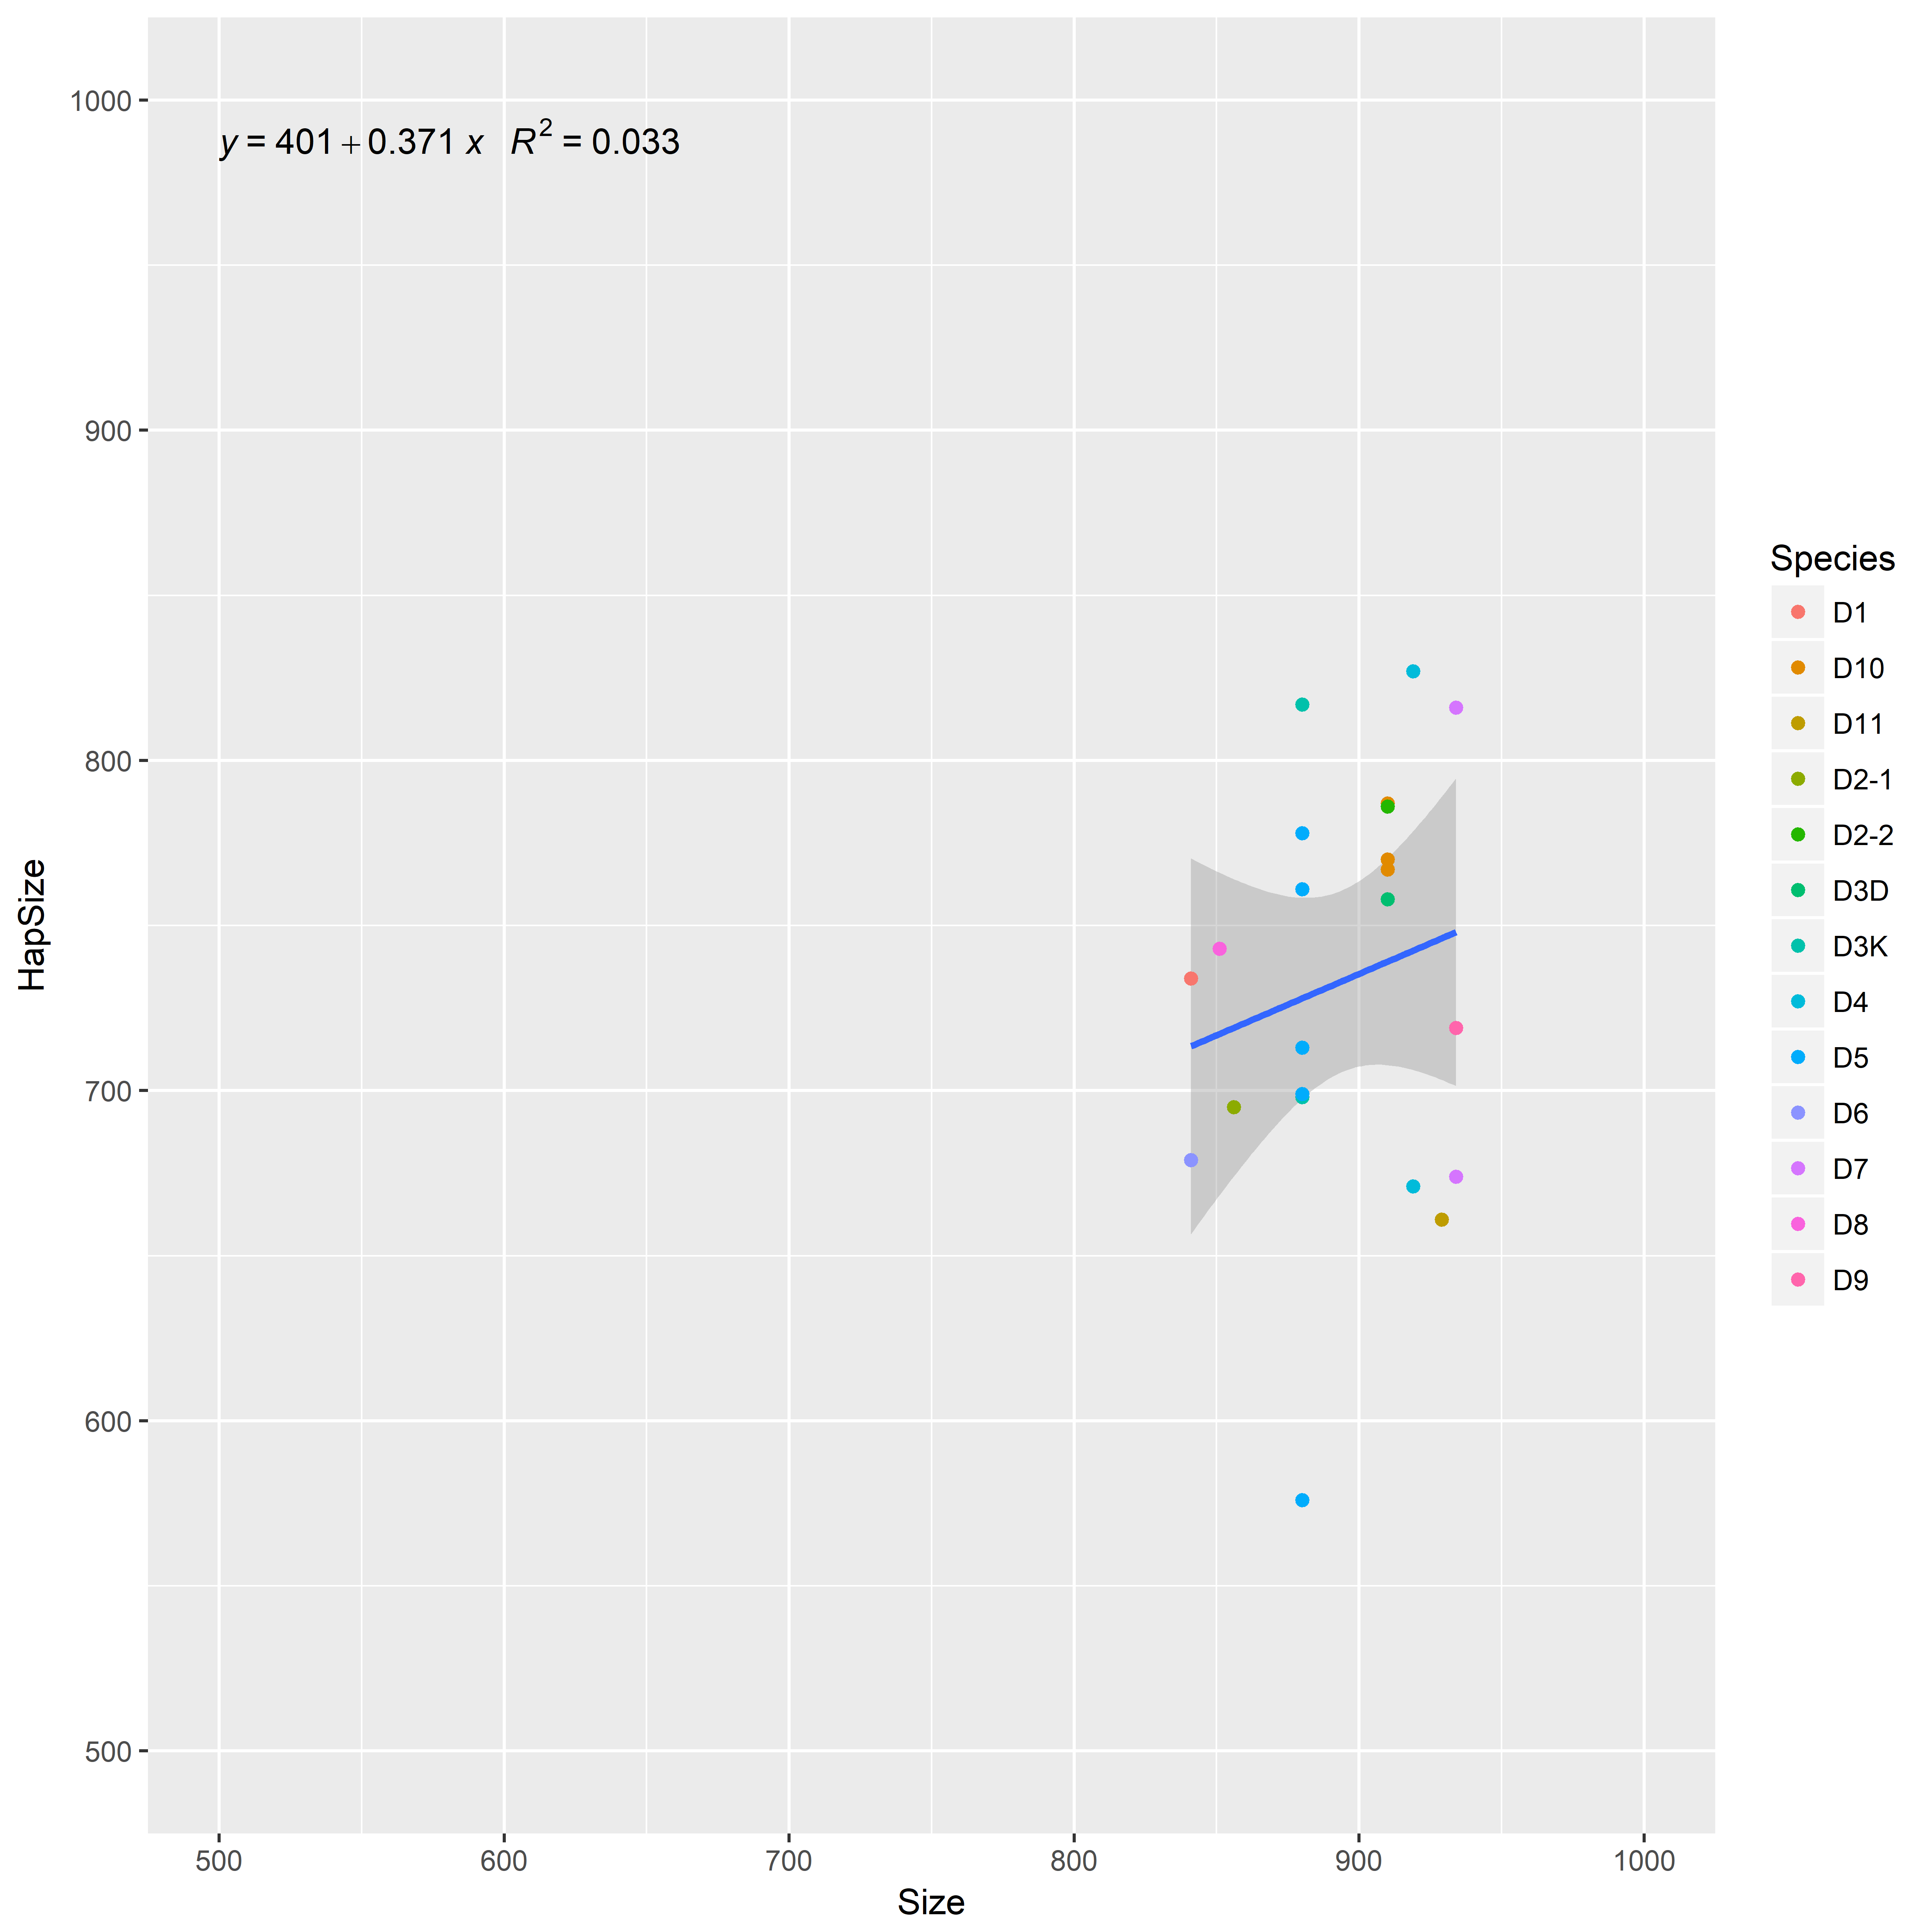 y = 401 + 0.371 x R² = 0.033
1000
900
800
700
600
500
HapSize
500 600 700 800 900 1000
Size
Species
D1
D10
D11
D2-1
D2-2
D3D
D3K
D4
D5
D6
D7
D8
D9